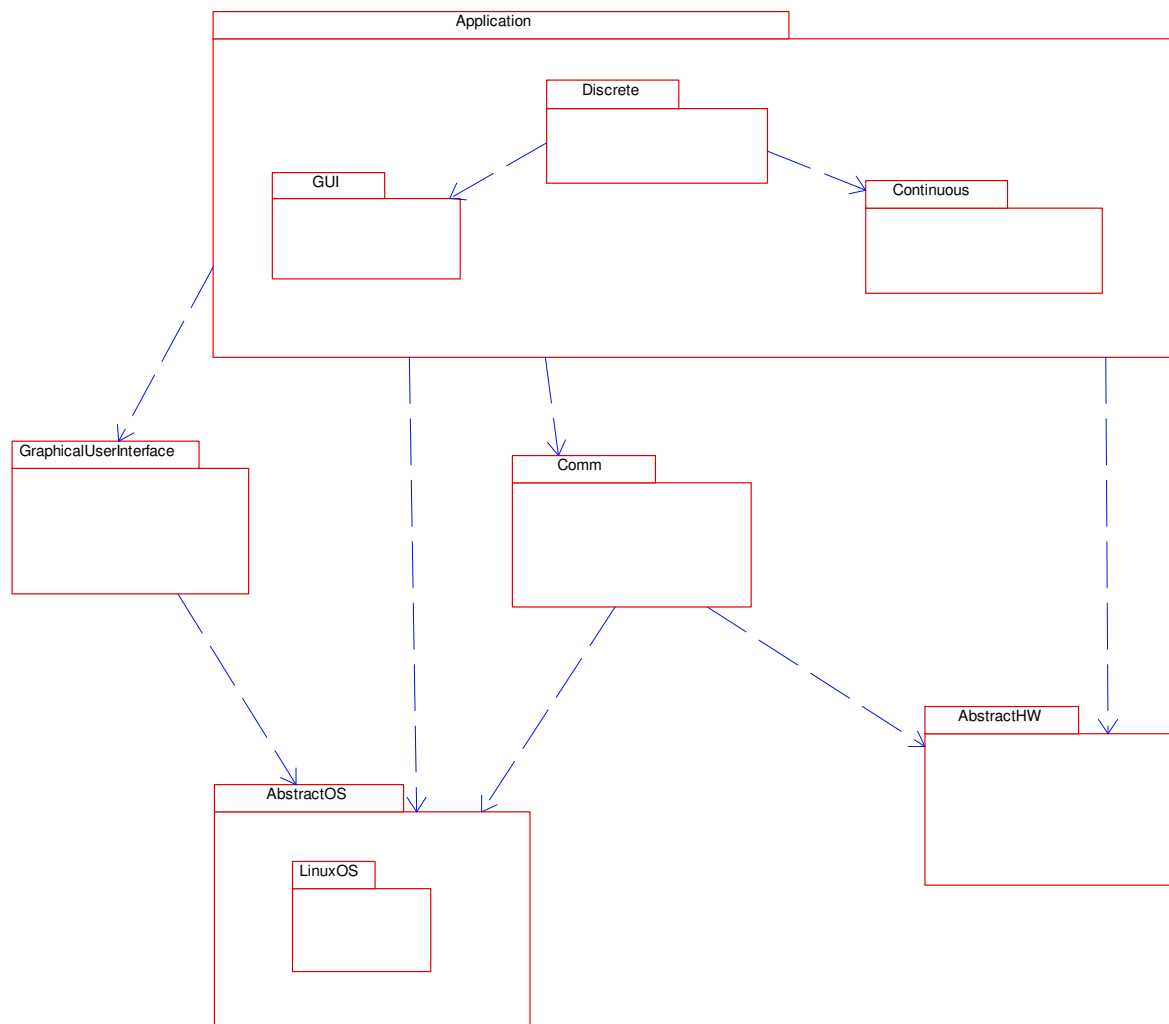 Application
Discrete
GUI
Continuous
GraphicalUserInterface
Comm
AbstractHW
AbstractOS
LinuxOS